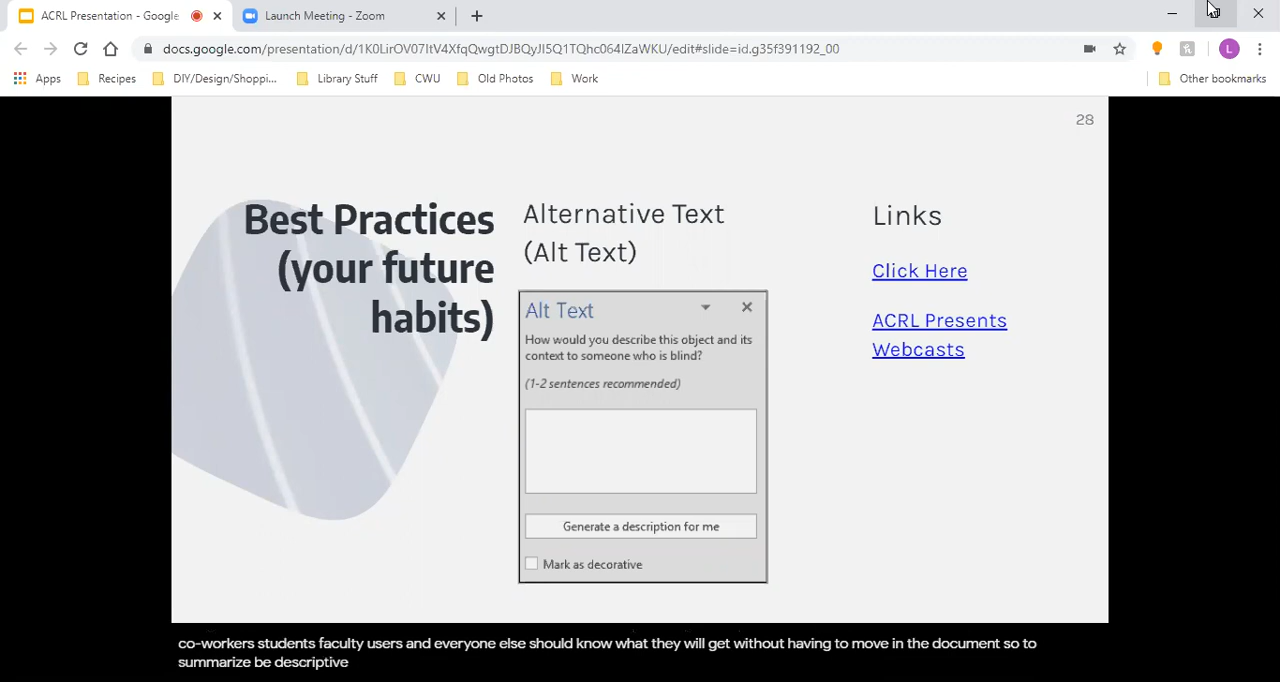 ACRL Presentation - Google
Launch Meeting - Zoom
docs.google.com/presentation/d/1K0LirOV07ltV4XfqQwgtDJBQyJI5Q1TQhc064lZaWKU/edit#slide=id.g35f391192_00
L
Apps
Recipes
DIY/Design/Shoppi...
Library Stuff
CWU
Old Photos
Work
Other bookmarks
28
Best Practices
(your future
habits)
Alternative Text
(Alt Text)
Alt Text
How would you describe this object and its
context to someone who is blind?
(1-2 sentences recommended)
Generate a description for me
Mark as decorative
Links
Click Here
ACRL Presents
Webcasts
co-workers students faculty users and everyone else should know what they will get without having to move in the document so to
summarize be descriptive